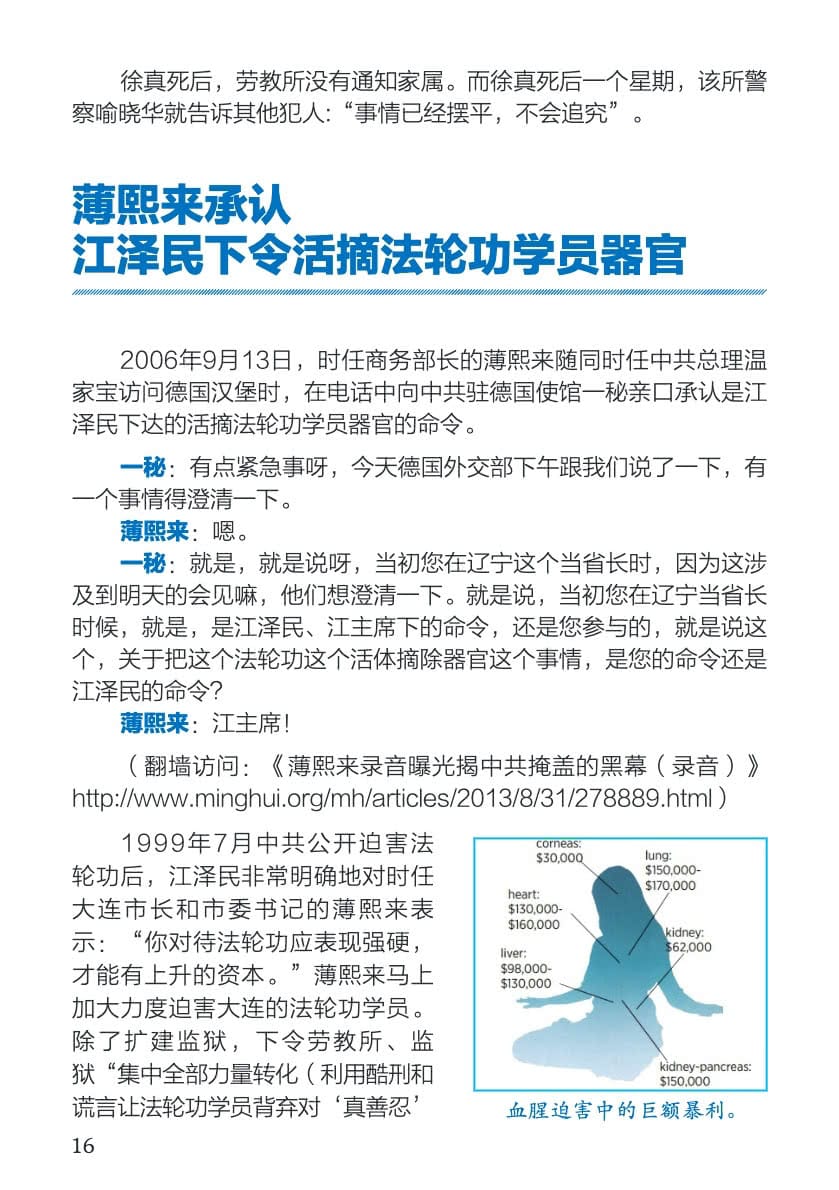 徐真死后，劳教所没有通知家属。而徐真死后一个星期，该所警
察喻晓华就告诉其他犯人：“事情已经摆平，不会追究”。
薄熙来承认
江泽民下令活摘法轮功学员器官
2006年9月13日，时任商务部长的薄熙来随同时任中共总理温
家宝访问德国汉堡时，在电话中向中共驻德国使馆一秘亲口承认是江
泽民下达的活摘法轮功学员器官的命令。
一秘：有点紧急事呀，今天德国外交部下午跟我们说了一下，有
一个事情得澄清一下。
薄熙来：嗯。
一秘：就是，就是说呀，当初您在辽宁这个当省长时，因为这涉
及到明天的会见嘛，他们想澄清一下。就是说，当初您在辽宁当省长
时候，就是，是江泽民、江主席下的命令，还是您参与的，就是说这
个，关于把这个法轮功这个活体摘除器官这个事情，是您的命令还是
江泽民的命令？
薄熙来：江主席！
（翻墙访问：《薄熙来录音曝光揭中共掩盖的黑幕（录音）》
http://www.minghui.org/mh/articles/2013/8/31/278889.html）
1999年7月中共公开迫害法
轮功后，江泽民非常明确地对时任
大连市长和市委书记的薄熙来表
示：“你对待法轮功应表现强硬，
才能有上升的资本。”薄熙来马上
加大力度迫害大连的法轮功学员。
除了扩建监狱，下令劳教所、监
狱“集中全部力量转化（利用酷刑和
谎言让法轮功学员背弃对‘真善忍’
corneas:
$30,000
lung:
$150,000-
$170,000
heart:
$130,000-
$160,000
kidney:
$62,000
liver:
$98,000-
$130,000
kidney-pancreas:
$150,000
血腥迫害中的巨额暴利。
16